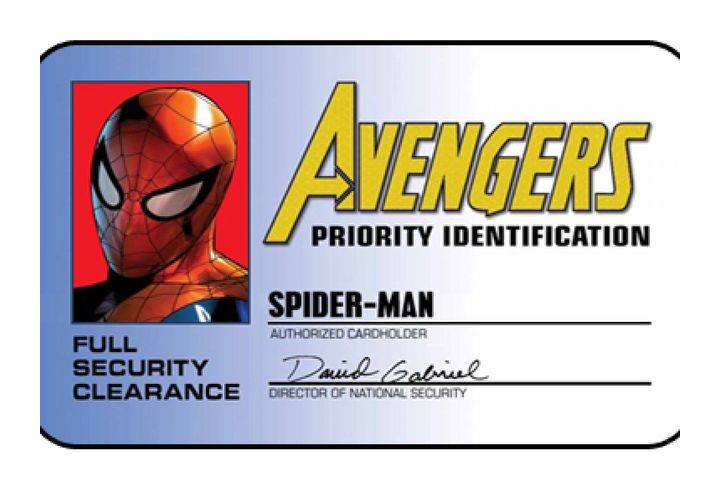 AVENGERS
PRIORITY IDENTIFICATION
SPIDER-MAN
AUTHORIZED CARDHOLDER
FULL
SECURITY
CLEARANCE
David Gabriel
DIRECTOR OF NATIONAL SECURITY